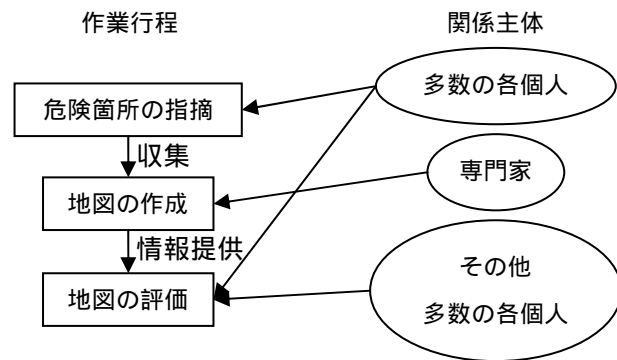 作業行程
関係主体
危険箇所の指摘
多数の各個人
収集
専門家
地図の作成
情報提供
その他
多数の各個人
地図の評価